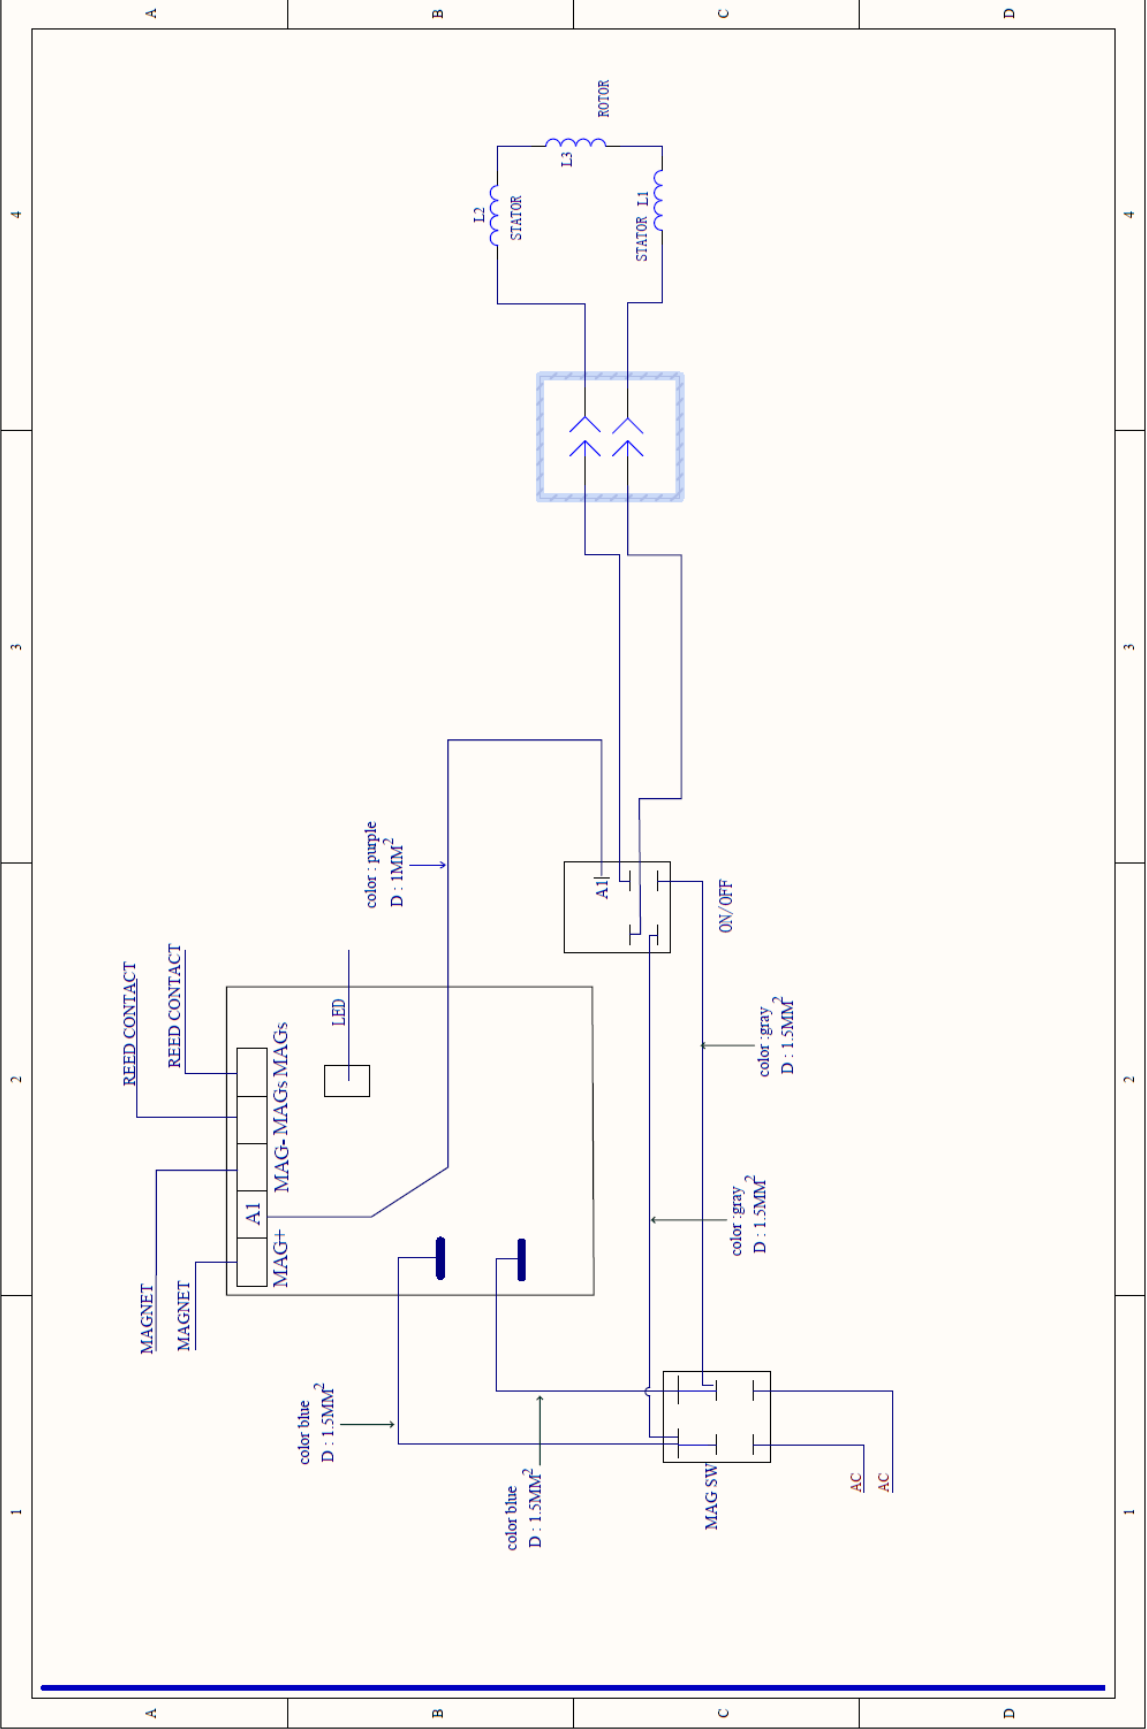 A
B
C
D
4
4
3
3
2
2
1
1
A
B
C
D
ROTOR
L3
L2
STATOR
STATOR L1
color : purple
D : 1MM2
A1
ON/OFF
REED CONTACT
REED CONTACT
LED
MAG+
A1
MAG- MAGs MAGs
MAGNET
MAGNET
color :gray
D : 1.5MM2
color :gray
D : 1.5MM2
color blue
D : 1.5MM2
color blue
D : 1.5MM2
MAG SW
AC
AC